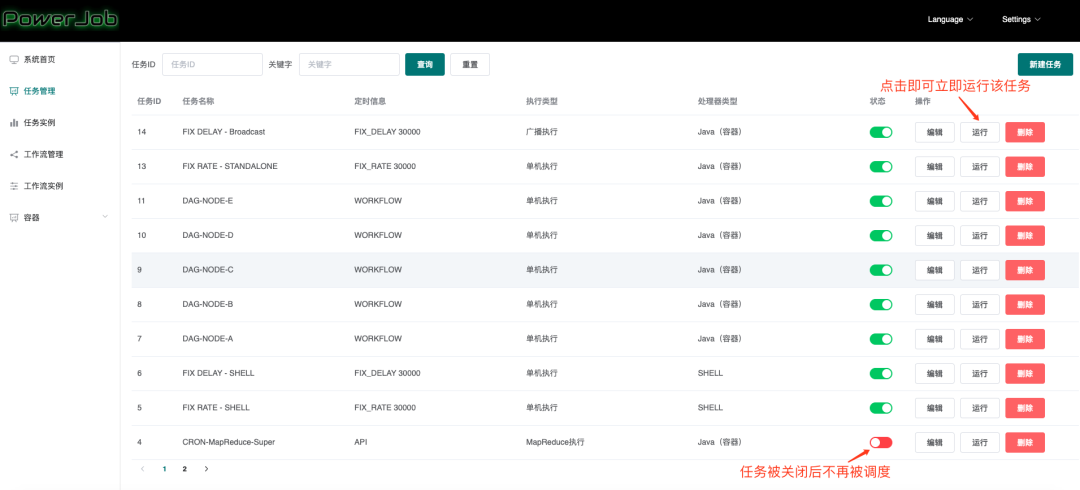 PowerJob
Language Settings
系统首页
任务管理
任务实例
工作流管理
工作流实例
容器
任务ID 任务ID 关键字 关键字 查询 重置 新建任务
点击即可立即运行该任务
任务ID 任务名称 定时信息 执行类型 处理器类型 状态 操作
14 FIX DELAY - Broadcast FIX_DELAY 30000 广播执行 Java（容器） 编辑 运行 删除
13 FIX RATE - STANDALONE FIX_RATE 30000 单机执行 Java（容器） 编辑 运行 删除
11 DAG-NODE-E WORKFLOW 单机执行 Java（容器） 编辑 运行 删除
10 DAG-NODE-D WORKFLOW 单机执行 Java（容器） 编辑 运行 删除
9 DAG-NODE-C WORKFLOW 单机执行 Java（容器） 编辑 运行 删除
8 DAG-NODE-B WORKFLOW 单机执行 Java（容器） 编辑 运行 删除
7 DAG-NODE-A WORKFLOW 单机执行 Java（容器） 编辑 运行 删除
6 FIX DELAY - SHELL FIX_DELAY 30000 单机执行 SHELL 编辑 运行 删除
5 FIX RATE - SHELL FIX_RATE 30000 单机执行 SHELL 编辑 运行 删除
4 CRON-MapReduce-Super API MapReduce执行 Java（容器） 编辑 运行 删除
1 2
任务被关闭后不再被调度